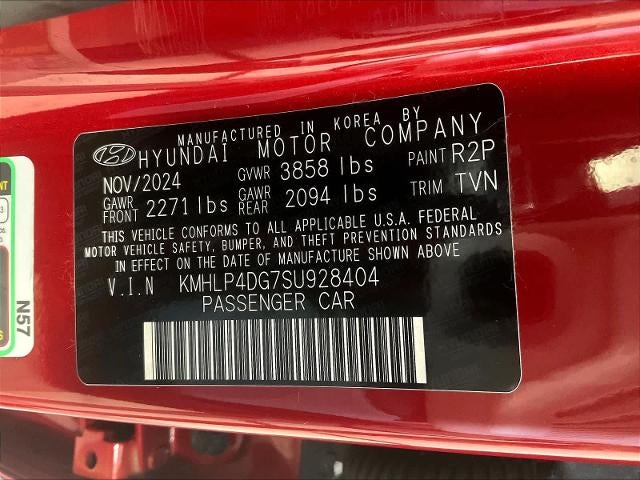 MANUFACTURED IN KOREA BY
HYUNDAI MOTOR COMPANY
NOV/2024 GVWR 3858 lbs PAINT R2P
GAWR FRONT 2271 lbs GAWR REAR 2094 lbs TRIM TVN
THIS VEHICLE CONFORMS TO ALL APPLICABLE U.S.A. FEDERAL
MOTOR VEHICLE SAFETY, BUMPER, AND THEFT PREVENTION STANDARDS
IN EFFECT ON THE DATE OF MANUFACTURE SHOWN ABOVE
V.I.N KMHLP4DG7SU928404
PASSENGER CAR
N57